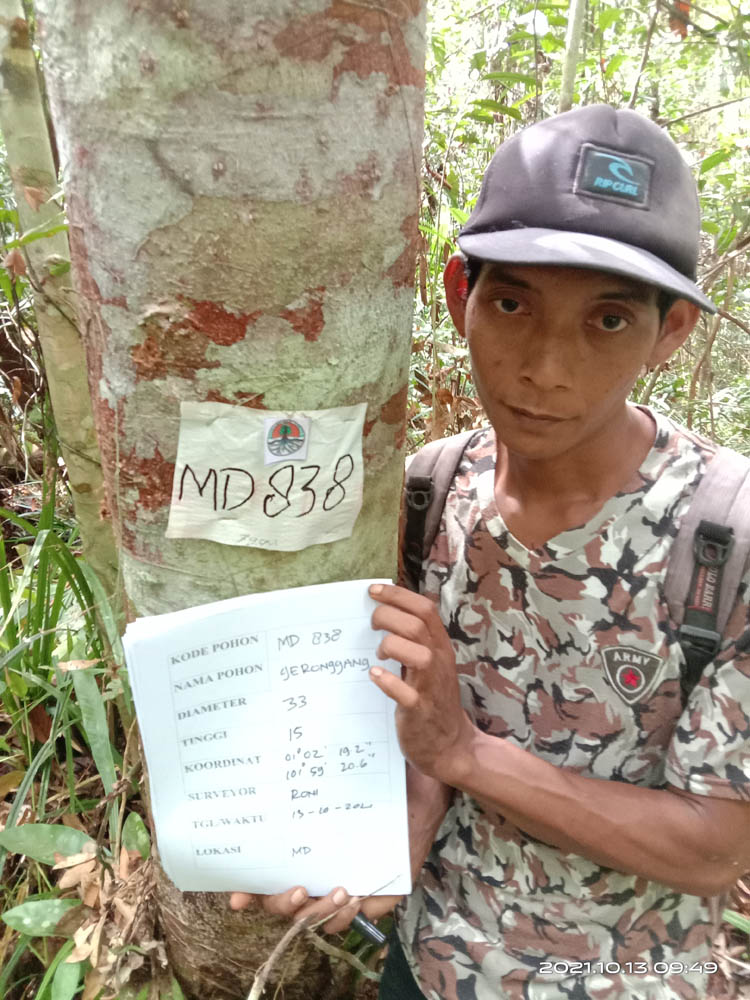 RIP CURL
MD 838
KODE POHON MD 838
NAMA POHON GERONGGANG
DIAMETER 33
TINGGI 15
KOORDINAT 01° 02' 19.2"
101° 59' 20.6"
SURVEYOR RONI
TGL/WAKTU 13-10-2021
LOKASI MD
ARMY
2021.10.13 09:49